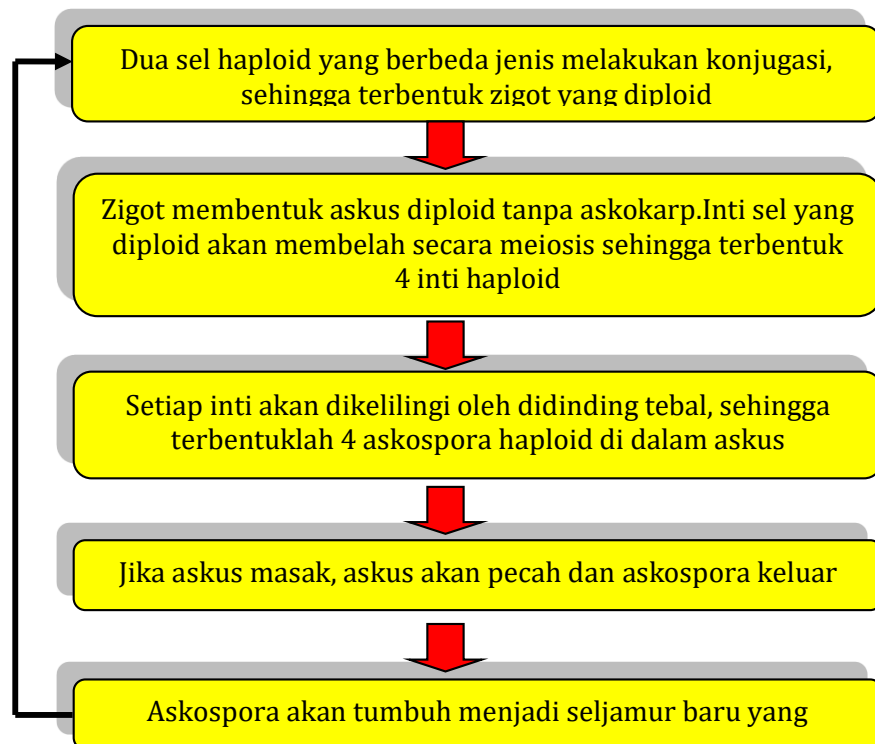 Dua sel haploid yang berbeda jenis melakukan konjugasi,
sehingga terbentuk zigot yang diploid
Zigot membentuk askus diploid tanpa askokarp.Inti sel yang
diploid akan membelah secara meiosis sehingga terbentuk
4 inti haploid
Setiap inti akan dikelilingi oleh didinding tebal, sehingga
terbentuklah 4 askospora haploid di dalam askus
Jika askus masak, askus akan pecah dan askospora keluar
Askospora akan tumbuh menjadi seljamur baru yang